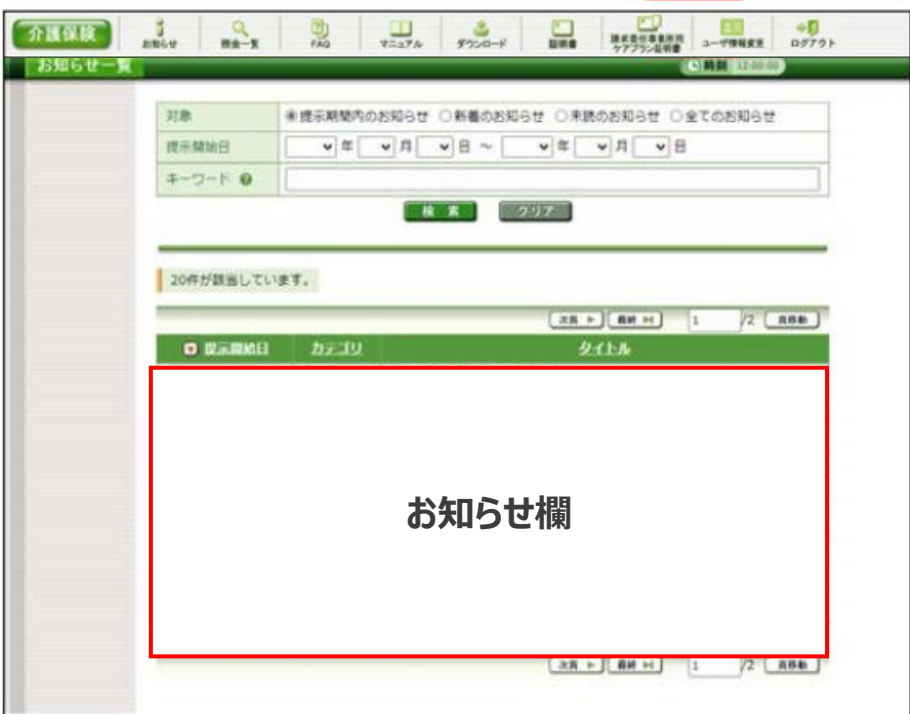 介護保険
お知らせ 照会一覧 FAQ マニュアル ダウンロード 証明書 請求委任事業所用 ケアプラン証明書 ユーザ情報変更 ログアウト
お知らせ一覧 時刻 12:00:00
対象 提示期間内のお知らせ 新着のお知らせ 未読のお知らせ 全てのお知らせ
提示開始日 年 月 日 ～ 年 月 日
キーワード
検 索 クリア
20件が該当しています。
次頁 最終 1 /2 頁移動
提示開始日 カテゴリ タイトル
お知らせ欄
次頁 最終 1 /2 頁移動